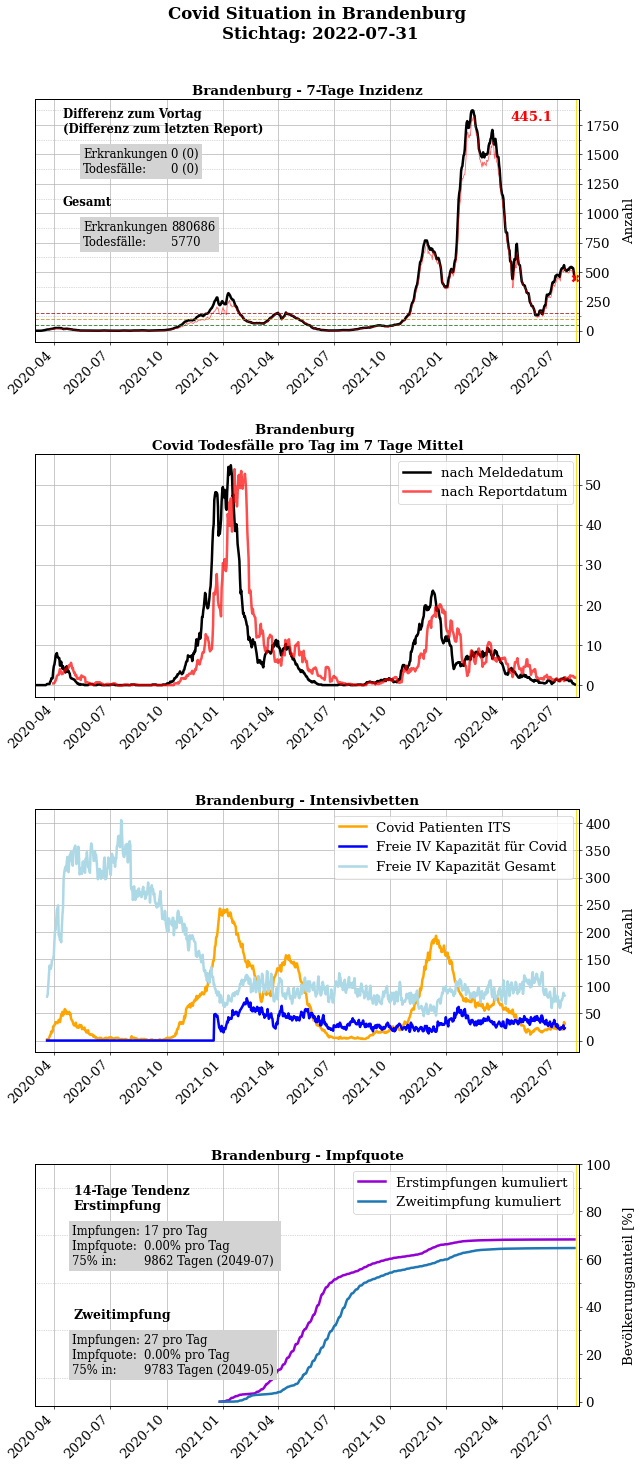 Covid Situation in Brandenburg
Stichtag: 2022-07-31
Brandenburg - 7-Tage Inzidenz
Differenz zum Vortag
(Differenz zum letzten Report)
Erkrankungen 0 (0)
Todesfälle: 0 (0)
Gesamt
Erkrankungen 880686
Todesfälle: 5770
445.1
1750
1500
1250
1000
750
500
250
0
Anzahl
2020-04
2020-07
2020-10
2021-01
2021-04
2021-07
2021-10
2022-01
2022-04
2022-07
Brandenburg
Covid Todesfälle pro Tag im 7 Tage Mittel
nach Meldedatum
nach Reportdatum
50
40
30
20
10
0
2020-04
2020-07
2020-10
2021-01
2021-04
2021-07
2021-10
2022-01
2022-04
2022-07
Brandenburg - Intensivbetten
Covid Patienten ITS
Freie IV Kapazität für Covid
Freie IV Kapazität Gesamt
400
350
300
250
200
150
100
50
0
Anzahl
2020-04
2020-07
2020-10
2021-01
2021-04
2021-07
2021-10
2022-01
2022-04
2022-07
Brandenburg - Impfquote
14-Tage Tendenz
Erstimpfung
Impfungen: 17 pro Tag
Impfquote: 0.00% pro Tag
75% in: 9862 Tagen (2049-07)
Zweitimpfung
Impfungen: 27 pro Tag
Impfquote: 0.00% pro Tag
75% in: 9783 Tagen (2049-05)
Erstimpfungen kumuliert
Zweitimpfung kumuliert
100
80
60
40
20
0
Bevölkerungsanteil [%]
2020-04
2020-07
2020-10
2021-01
2021-04
2021-07
2021-10
2022-01
2022-04
2022-07